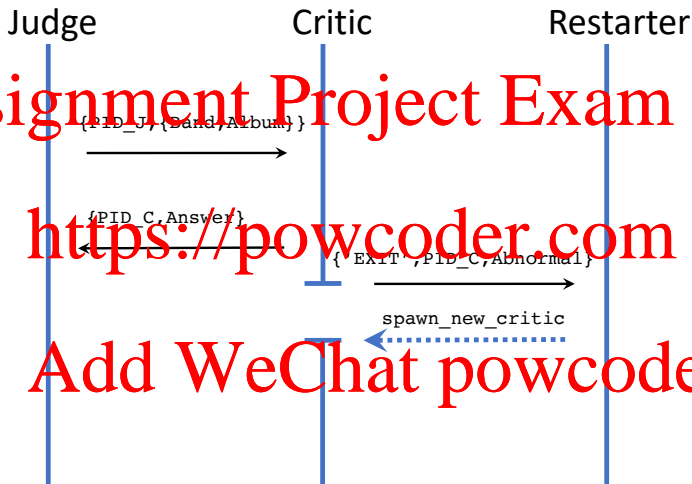 Judge Critic Restarter
signment Project Exam
{PID_J,{Band,Album}}
{PID_C,Answer}
https://powcoder.com
{'EXIT',PID_C,Abnormal}
spawn_new_critic
Add WeChat powcode